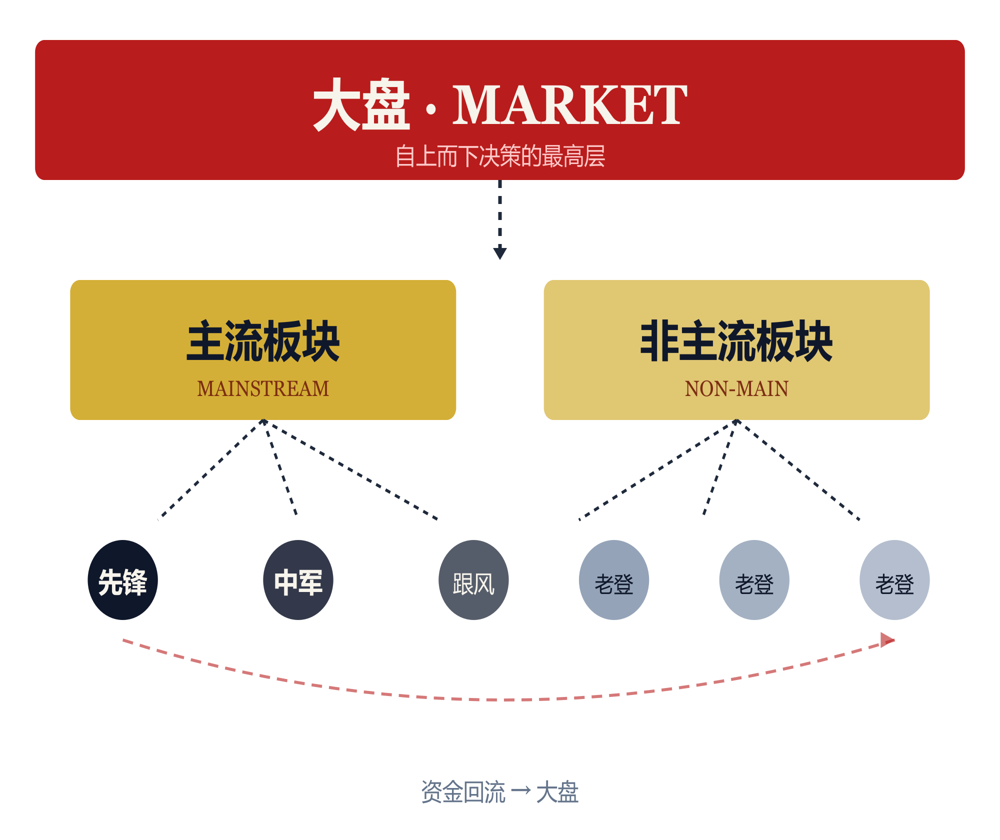 大盘 · MARKET
自上而下决策的最高层
主流板块
MAINSTREAM
非主流板块
NON-MAIN
先锋
中军
跟风
老登
老登
老登
资金回流 → 大盘